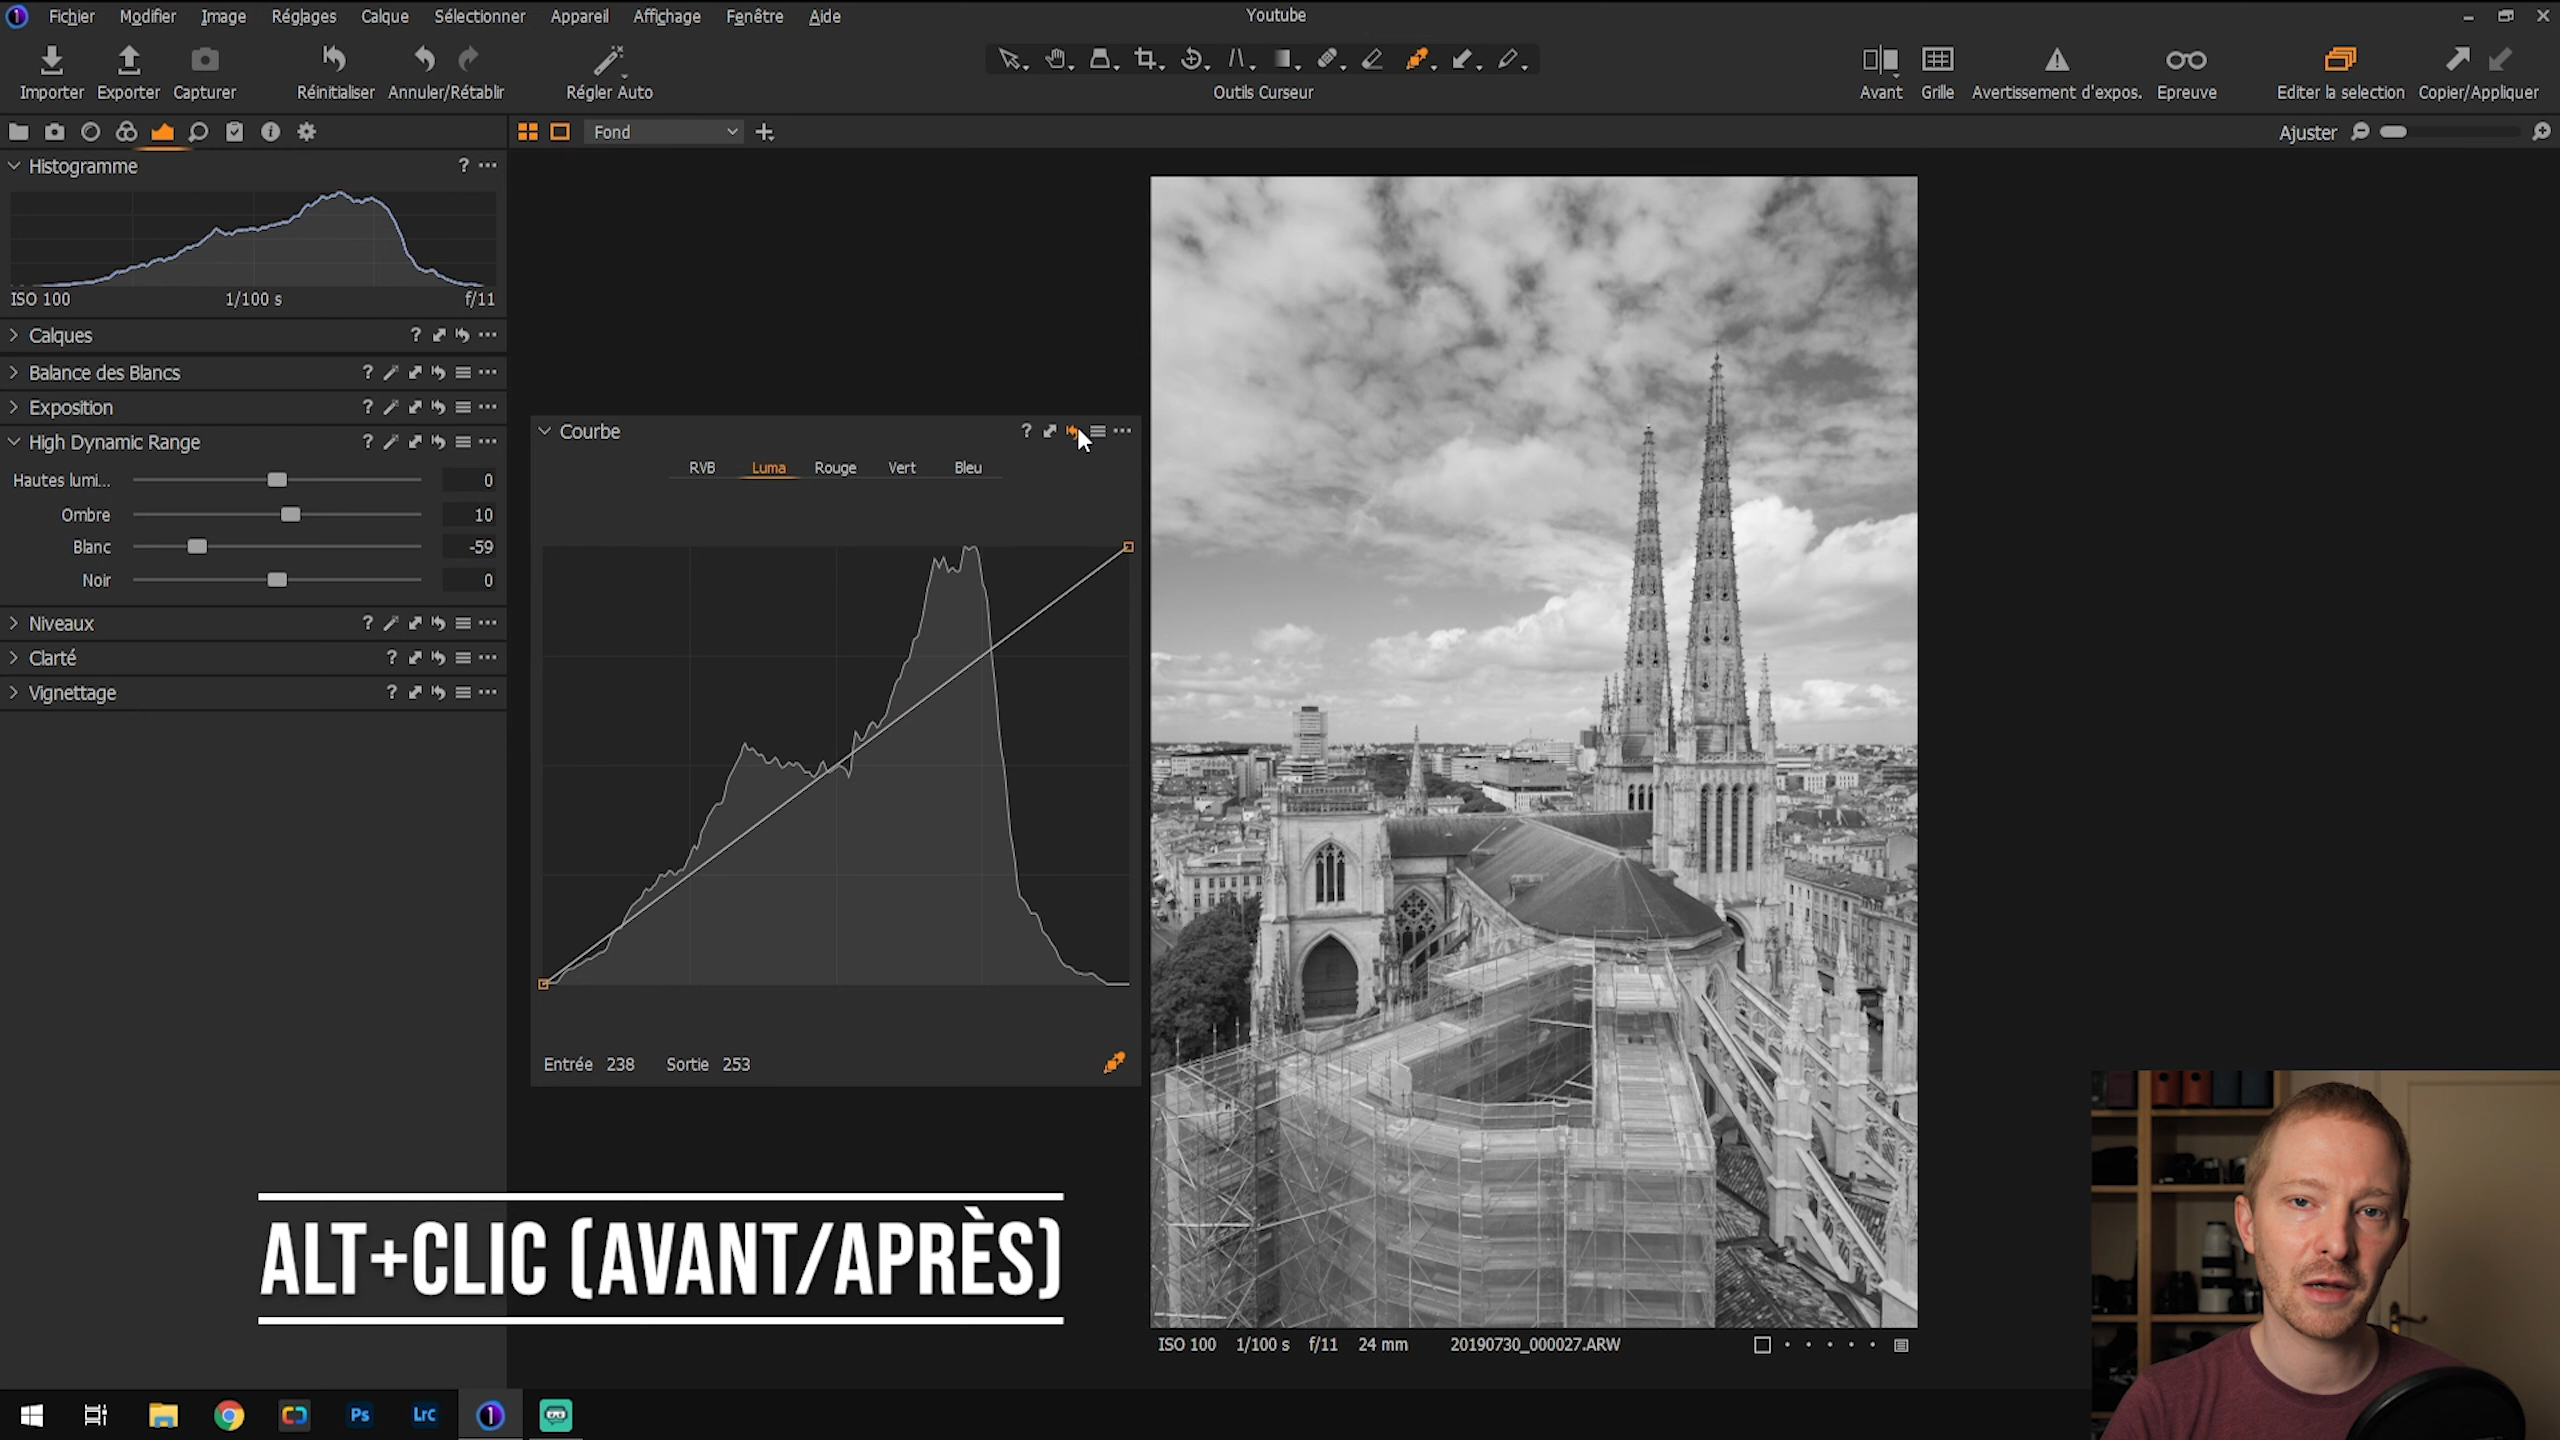 Fichier Modifier Image Réglages Calque Sélectionner Appareil Affichage Fenêtre Aide
Youtube
Importer Exporter Capturer Réinitialiser Annuler/Rétablir Régler Auto
Outils Curseur
Avant Grille Avertissement d'expos. Epreuve Editer la selection Copier/Appliquer
Fond
Ajuster
Histogramme
ISO 100 1/100 s f/11
Calques
Balance des Blancs
Exposition
High Dynamic Range
Hautes lumi... 0
Ombre 10
Blanc -59
Noir 0
Niveaux
Clarté
Vignettage
Courbe
RVB Luma Rouge Vert Bleu
Entrée 238 Sortie 253
ALT+CLIC (AVANT/APRÈS)
ISO 100 1/100 s f/11 24 mm 20190730_000027.ARW
Ps LrC